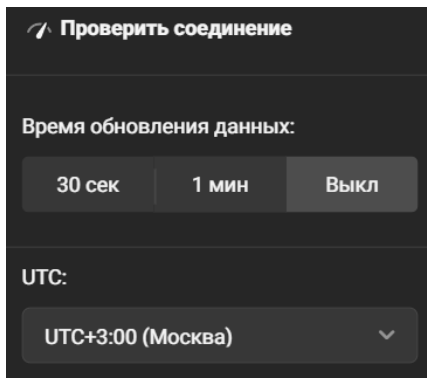 Проверить соединение
Время обновления данных:
30 сек 1 мин Выкл
UTC:
UTC+3:00 (Москва)